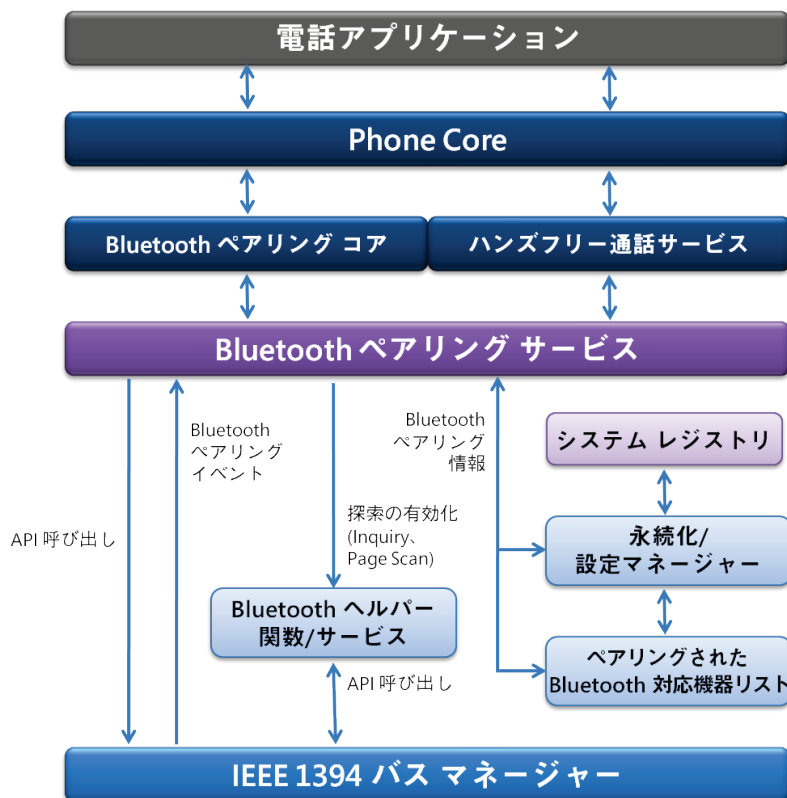 電話アプリケーション
Phone Core
Bluetooth ペアリング コア
ハンズフリー通話サービス
Bluetooth ペアリング サービス
Bluetooth
ペアリング
イベント
Bluetooth
ペアリング
情報
システム レジストリ
API 呼び出し
探索の有効化
(Inquiry、
Page Scan)
永続化/
設定マネージャー
Bluetooth ヘルパー
関数/サービス
ペアリングされた
Bluetooth 対応機器リスト
API 呼び出し
IEEE 1394 バス マネージャー